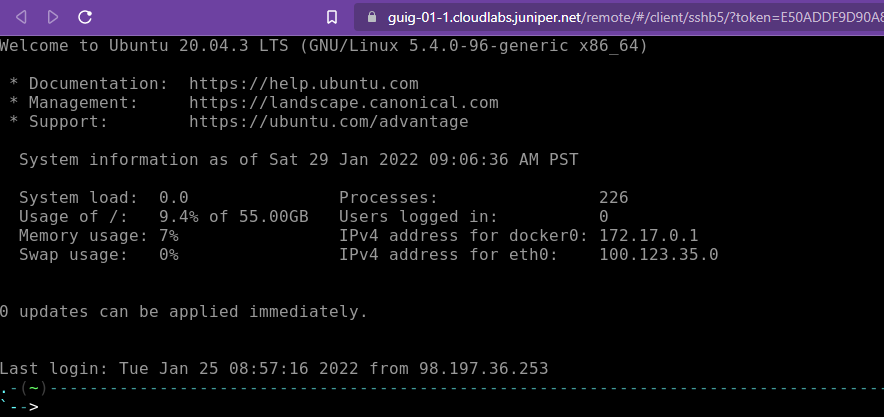 guig-01-1.cloudlabs.juniper.net/remote/#/client/sshb5/?token=E50ADDF9D90A8
Welcome to Ubuntu 20.04.3 LTS (GNU/Linux 5.4.0-96-generic x86_64)
* Documentation:  https://help.ubuntu.com
* Management:     https://landscape.canonical.com
* Support:        https://ubuntu.com/advantage
System information as of Sat 29 Jan 2022 09:06:36 AM PST
System load:  0.0               Processes:                226
Usage of /:   9.4% of 55.00GB   Users logged in:          0
Memory usage: 7%                IPv4 address for docker0: 172.17.0.1
Swap usage:   0%                IPv4 address for eth0:    100.123.35.0
0 updates can be applied immediately.
Last login: Tue Jan 25 08:57:16 2022 from 98.197.36.253
.-(~)------------------------------------------------------------------------------------
`-->